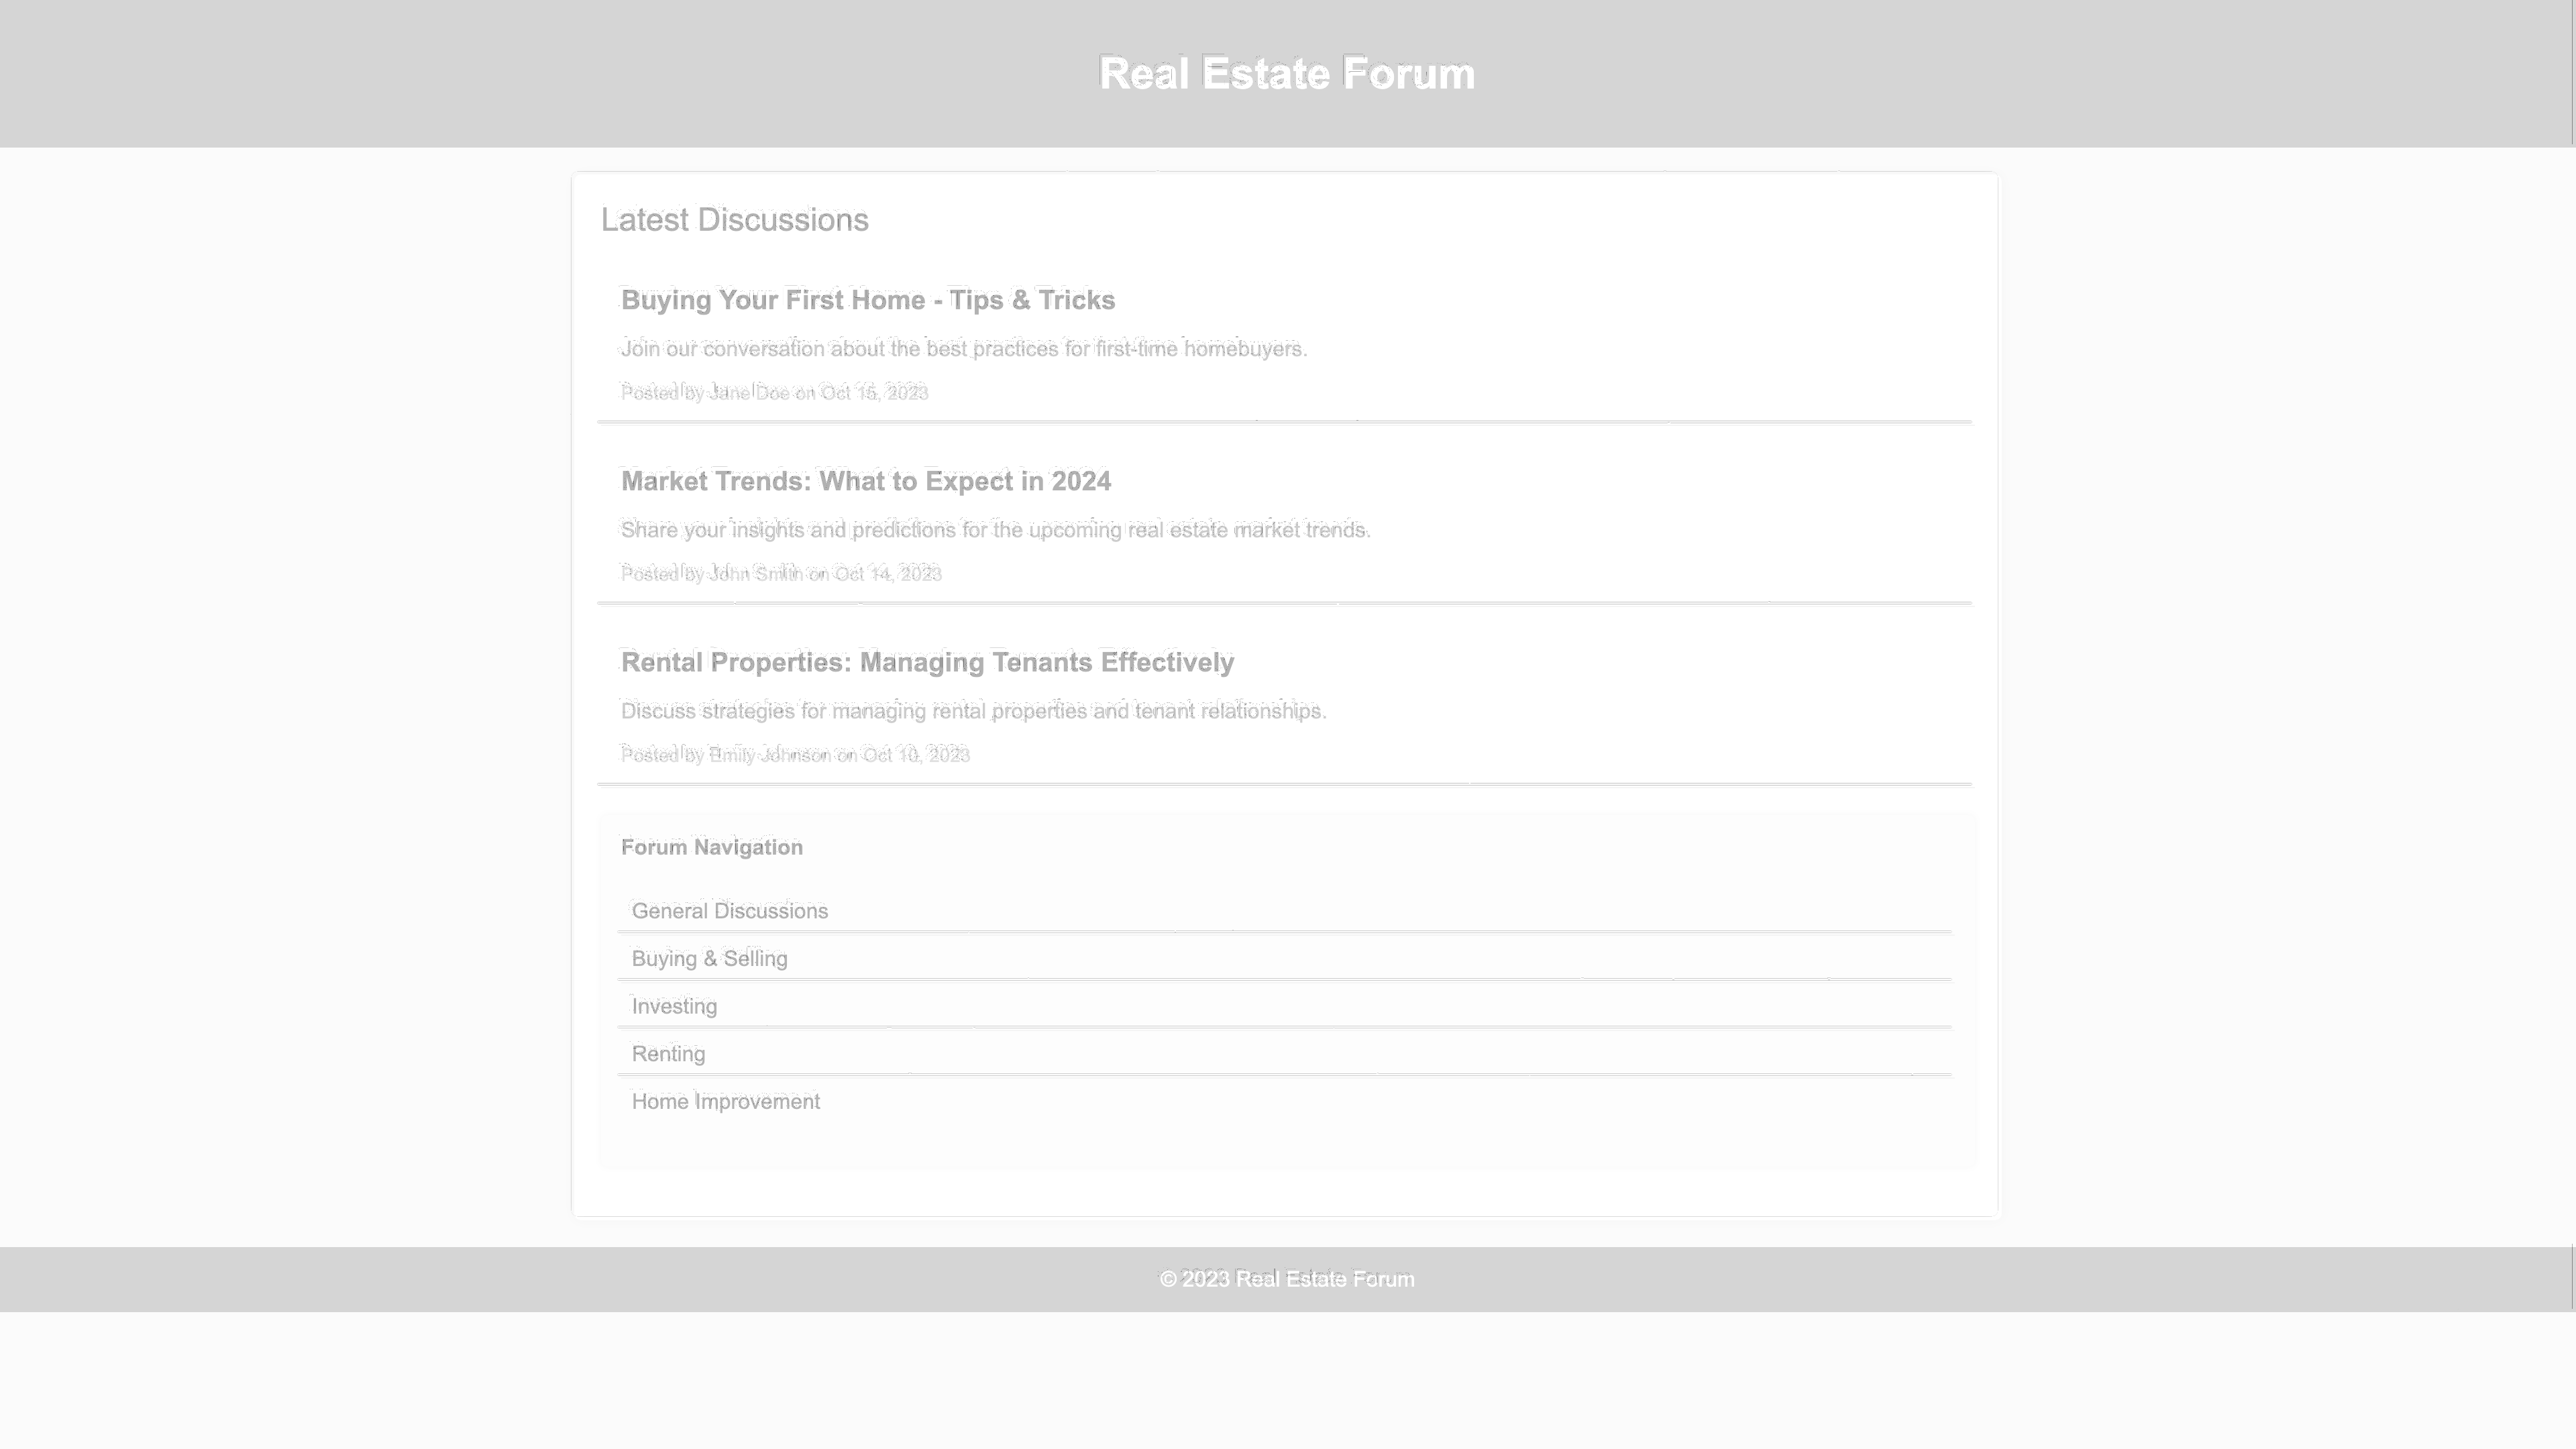 Real Estate Forum
Latest Discussions
Buying Your First Home - Tips & Tricks
Join our conversation about the best practices for first-time homebuyers.
Posted by Jane Doe on Oct 15, 2023
Market Trends: What to Expect in 2024
Share your insights and predictions for the upcoming real estate market trends.
Posted by John Smith on Oct 14, 2023
Rental Properties: Managing Tenants Effectively
Discuss strategies for managing rental properties and tenant relationships.
Posted by Emily Johnson on Oct 10, 2023
Forum Navigation
General Discussions
Buying & Selling
Investing
Renting
Home Improvement
© 2023 Real Estate Forum